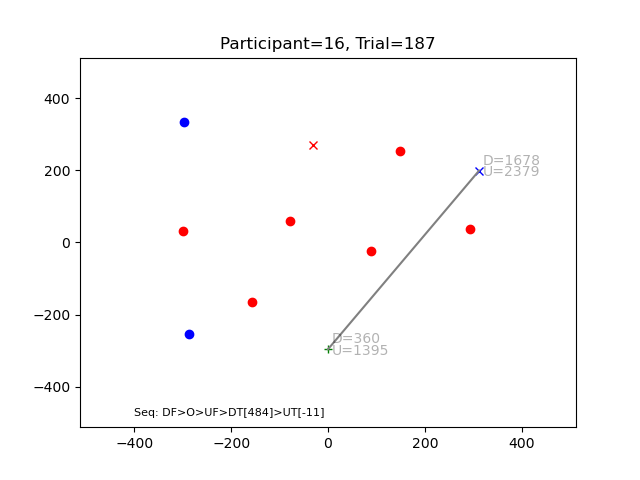 Participant=16, Trial=187
400
200
0
−200
−400
D=1678
U=2379
D=360
U=1395
Seq: DF>O>UF>DT[484]>UT[-11]
−400
−200
0
200
400